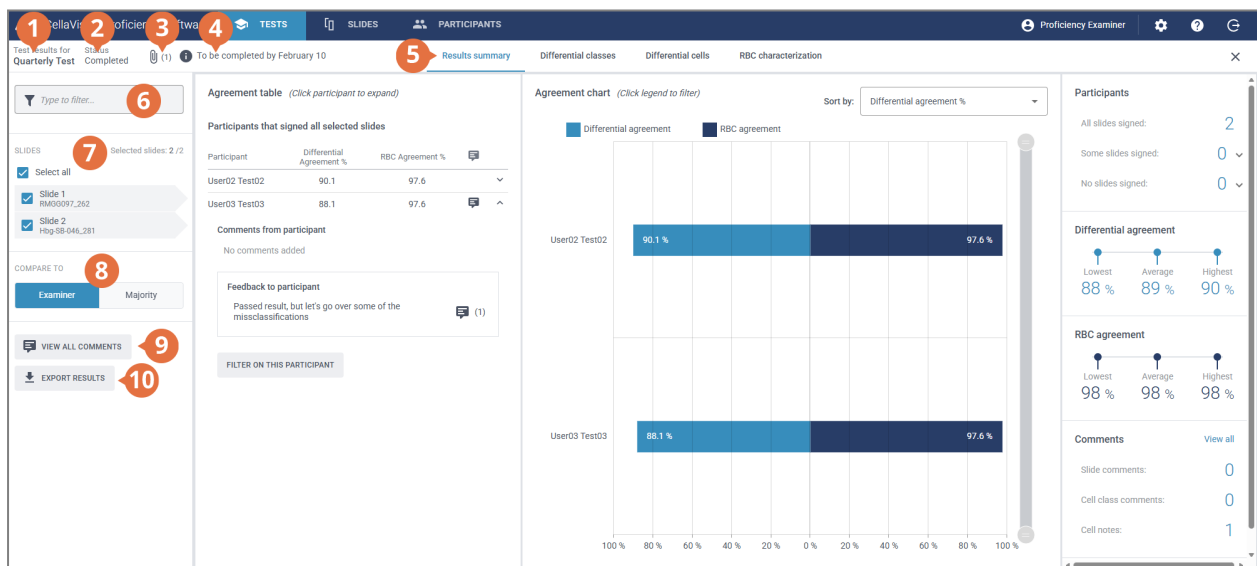 1 2 3 4
TESTS SLIDES PARTICIPANTS Proficiency Examiner
Test results for
Quarterly Test
Status
Completed
(1)
To be completed by February 10
5
Results summary Differential classes Differential cells RBC characterization
Type to filter...
6
SLIDES
7
Selected slides: 2 /2
Select all
Slide 1
RMGG097_262
Slide 2
Hbg-SB-046_281
COMPARE TO
8
Examiner Majority
VIEW ALL COMMENTS
9
EXPORT RESULTS
10
Agreement table (Click participant to expand)
Participants that signed all selected slides
Participant Differential Agreement % RBC Agreement %
User02 Test02 90.1 97.6
User03 Test03 88.1 97.6
Comments from participant
No comments added
Feedback to participant
Passed result, but let's go over some of the
missclassifications
(1)
FILTER ON THIS PARTICIPANT
Agreement chart (Click legend to filter)
Sort by: Differential agreement %
Differential agreement RBC agreement
User02 Test02 90.1 % 97.6 %
User03 Test03 88.1 % 97.6 %
100 % 80 % 60 % 40 % 20 % 0 % 20 % 40 % 60 % 80 % 100 %
Participants
All slides signed: 2
Some slides signed: 0
No slides signed: 0
Differential agreement
Lowest Average Highest
88 % 89 % 90 %
RBC agreement
Lowest Average Highest
98 % 98 % 98 %
Comments View all
Slide comments: 0
Cell class comments: 0
Cell notes: 1